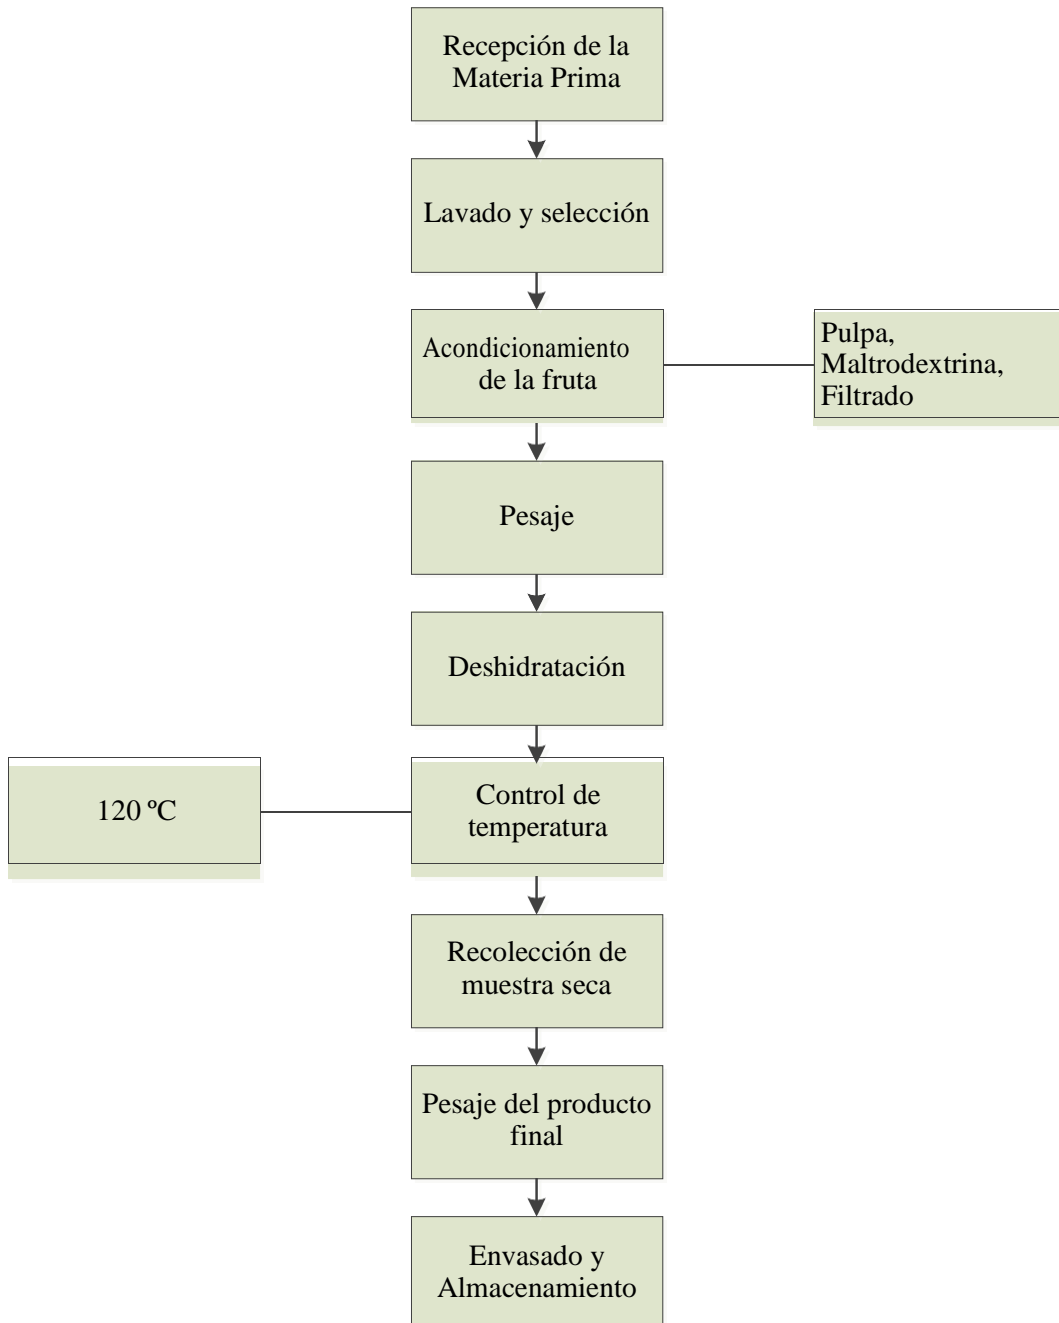 Recepción de la
Materia Prima
Lavado y selección
Acondicionamiento
de la fruta
Pulpa,
Maltrodextrina,
Filtrado
Pesaje
Deshidratación
120 ºC
Control de
temperatura
Recolección de
muestra seca
Pesaje del producto
final
Envasado y
Almacenamiento